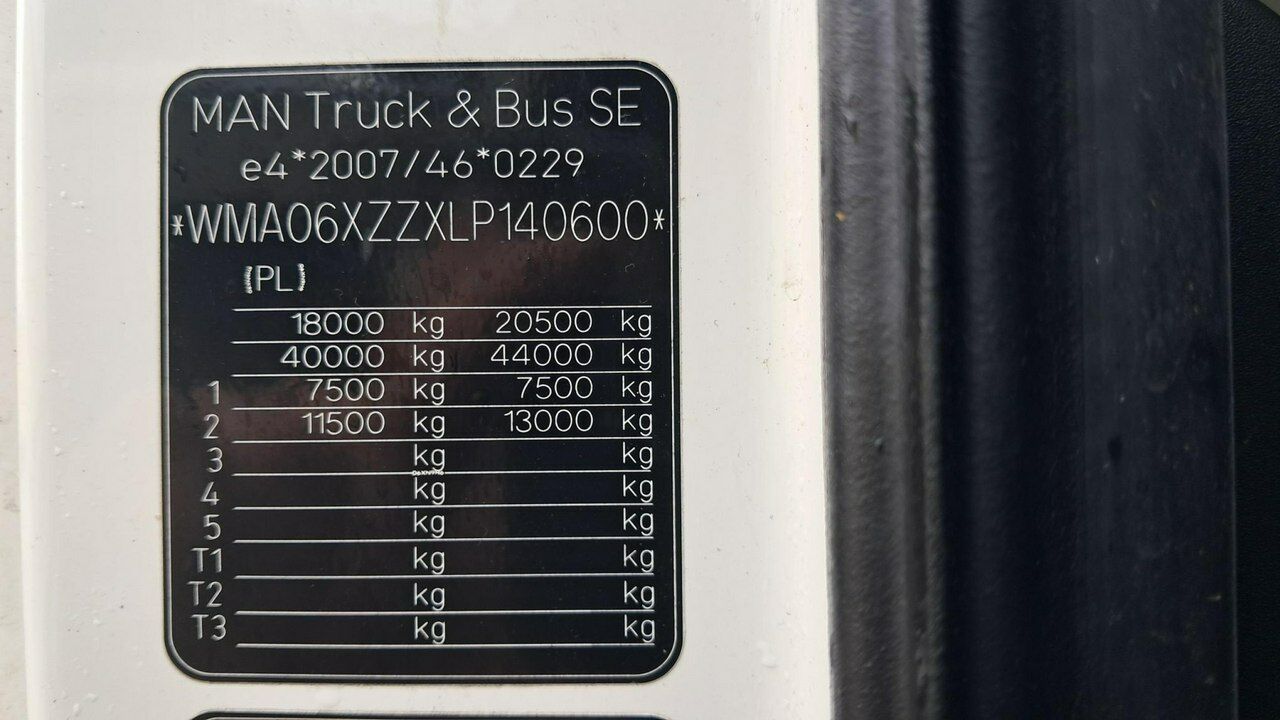 MAN Truck & Bus SE
e4*2007/46*0229
*WMA06XZZXLP140600*
(PL)
18000 kg 20500 kg
40000 kg 44000 kg
1 7500 kg 7500 kg
2 11500 kg 13000 kg
3 kg kg
4 kg kg
5 kg kg
T1 kg kg
T2 kg kg
T3 kg kg